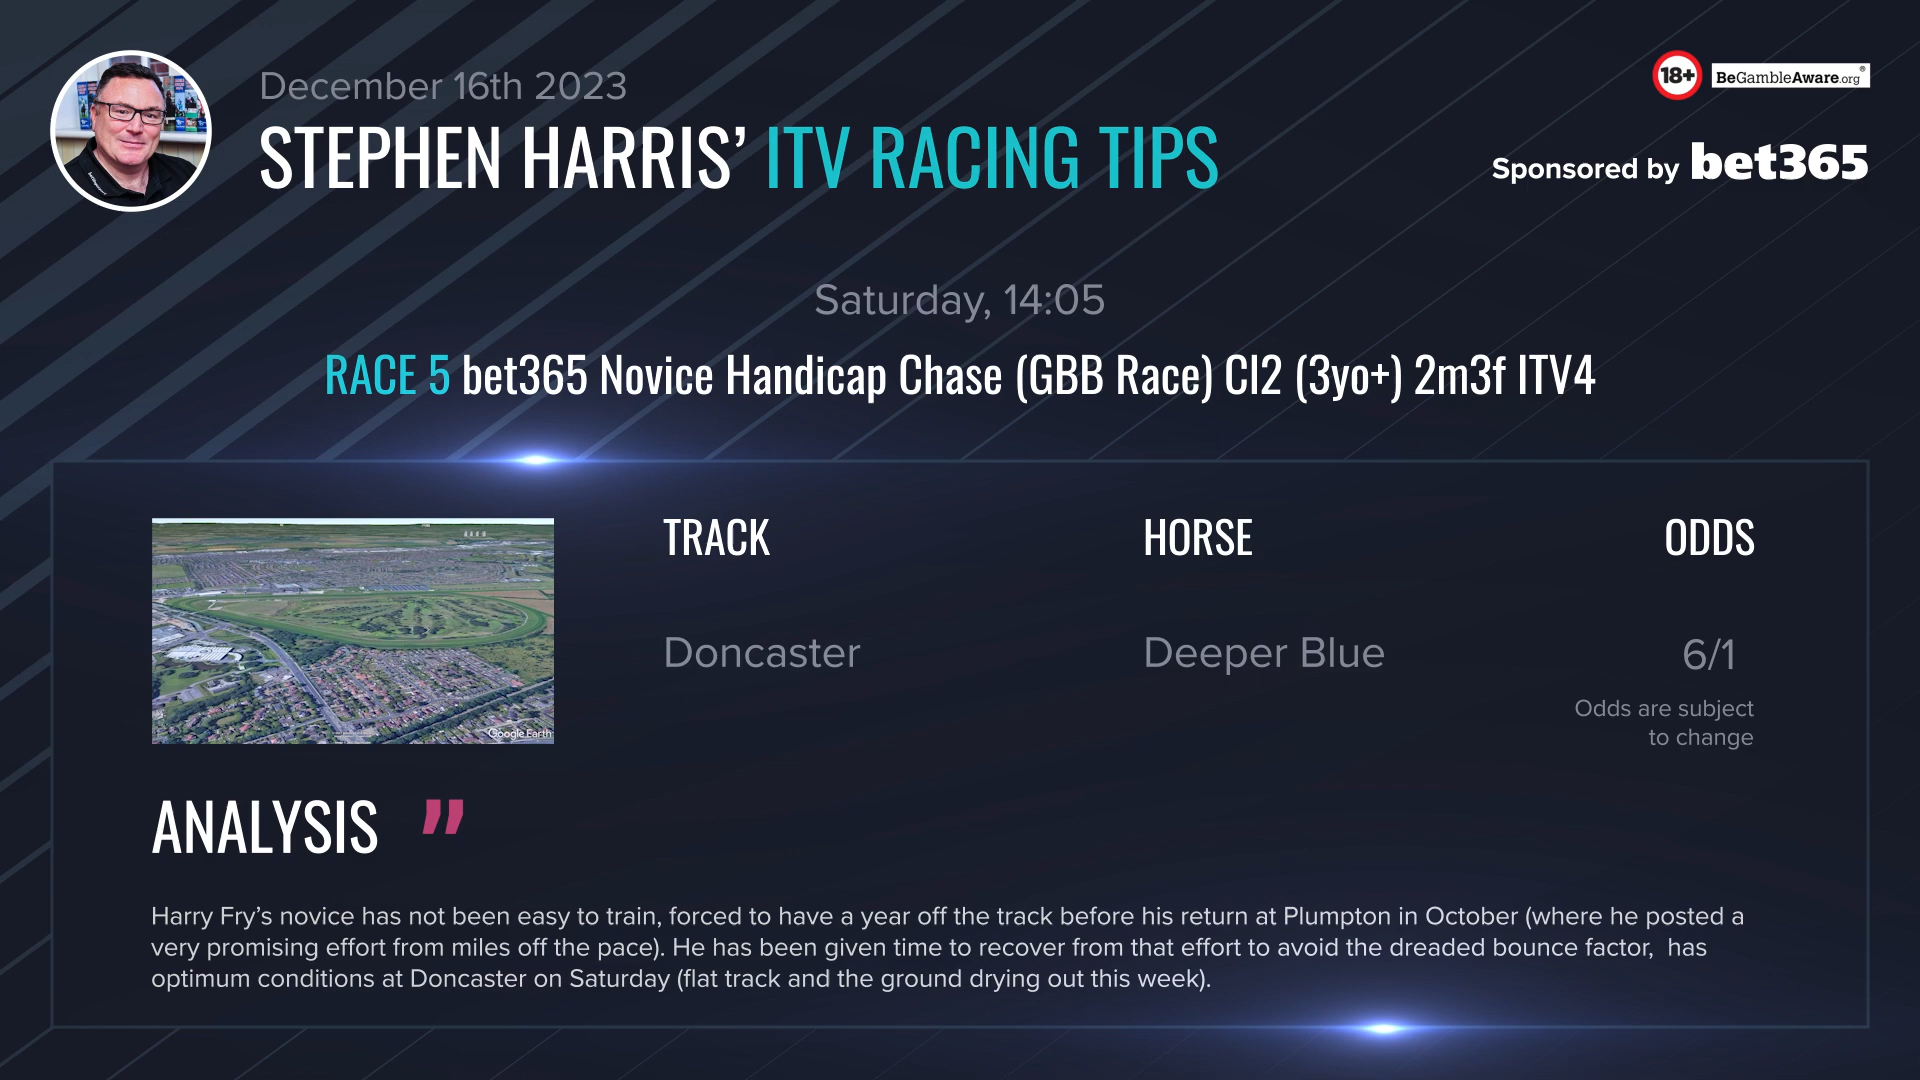 December 16th 2023
STEPHEN HARRIS’ ITV RACING TIPS
18+
BeGambleAware.org®
Sponsored by bet365
Saturday, 14:05
RACE 5 bet365 Novice Handicap Chase (GBB Race) Cl2 (3yo+) 2m3f ITV4
TRACK
HORSE
ODDS
Doncaster
Deeper Blue
6/1
Odds are subject
to change
Google Earth
ANALYSIS ”
Harry Fry’s novice has not been easy to train, forced to have a year off the track before his return at Plumpton in October (where he posted a
very promising effort from miles off the pace). He has been given time to recover from that effort to avoid the dreaded bounce factor,  has
optimum conditions at Doncaster on Saturday (flat track and the ground drying out this week).